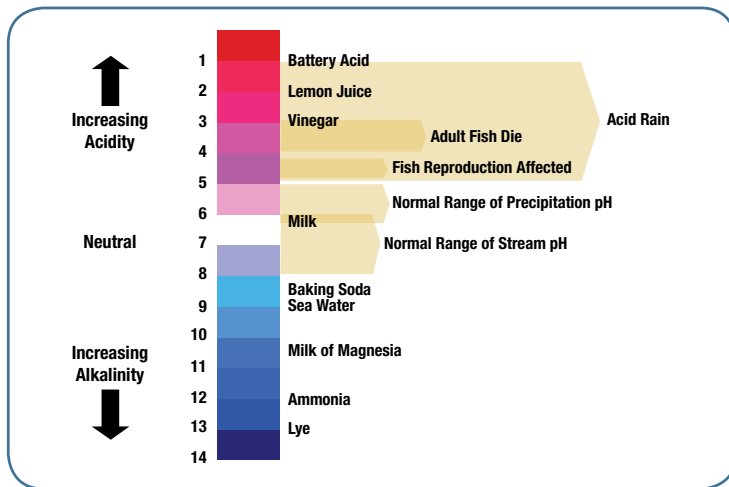 1
Battery Acid
2
Lemon Juice
Increasing
Acidity
3
Vinegar
Acid Rain
Adult Fish Die
4
Fish Reproduction Affected
5
Normal Range of Precipitation pH
6
Milk
Neutral
7
Normal Range of Stream pH
8
Baking Soda
9
Sea Water
10
Increasing
Alkalinity
Milk of Magnesia
11
12
Ammonia
13
Lye
14